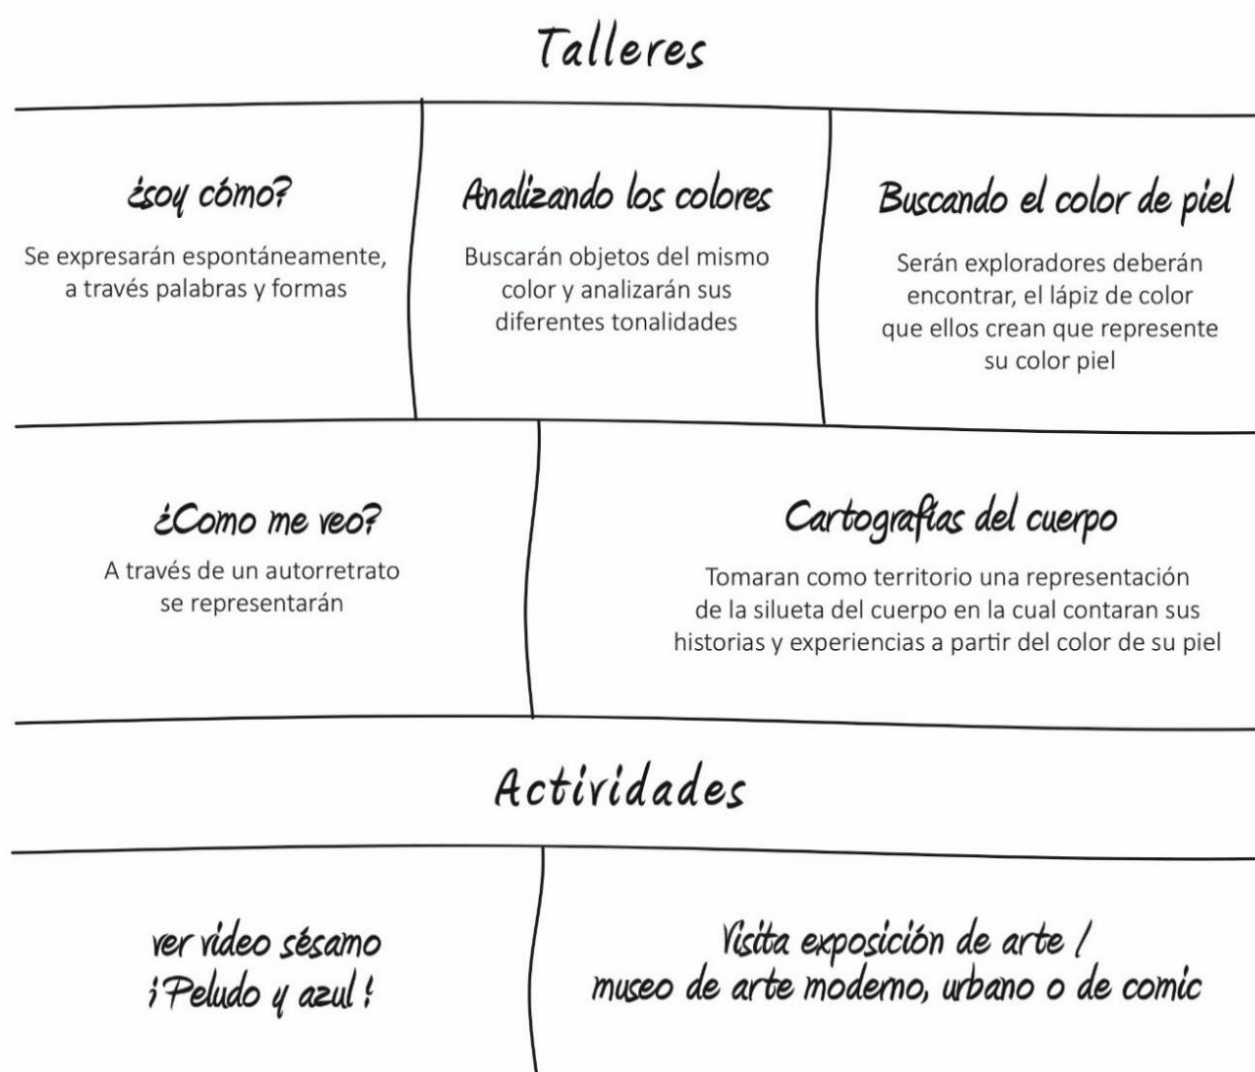 Talleres
¿soy cómo?
Se expresarán espontáneamente,
a través palabras y formas
Analizando los colores
Buscarán objetos del mismo
color y analizarán sus
diferentes tonalidades
Buscando el color de piel
Serán exploradores deberán
encontrar, el lápiz de color
que ellos crean que represente
su color piel
¿Como me veo?
A través de un autorretrato
se representarán
Cartografías del cuerpo
Tomaran como territorio una representación
de la silueta del cuerpo en la cual contaran sus
historias y experiencias a partir del color de su piel
Actividades
ver video sésamo
¡Peludo y azul!
Visita exposición de arte /
museo de arte moderno, urbano o de comic